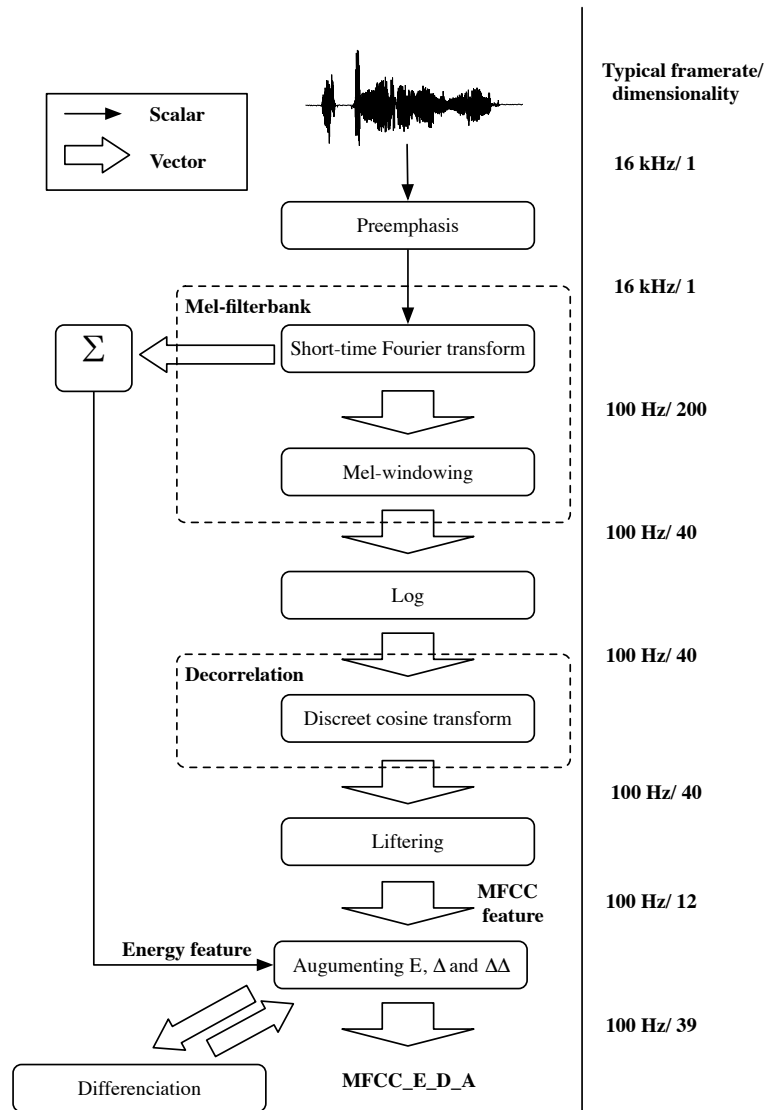 Typical framerate/
dimensionality
Scalar
Vector
16 kHz/ 1
Preemphasis
16 kHz/ 1
Mel-filterbank
Σ
Short-time Fourier transform
100 Hz/ 200
Mel-windowing
100 Hz/ 40
Log
100 Hz/ 40
Decorrelation
Discreet cosine transform
100 Hz/ 40
Liftering
MFCC
feature
100 Hz/ 12
Energy feature
Augumenting E, Δ and ΔΔ
100 Hz/ 39
Differenciation
MFCC_E_D_A